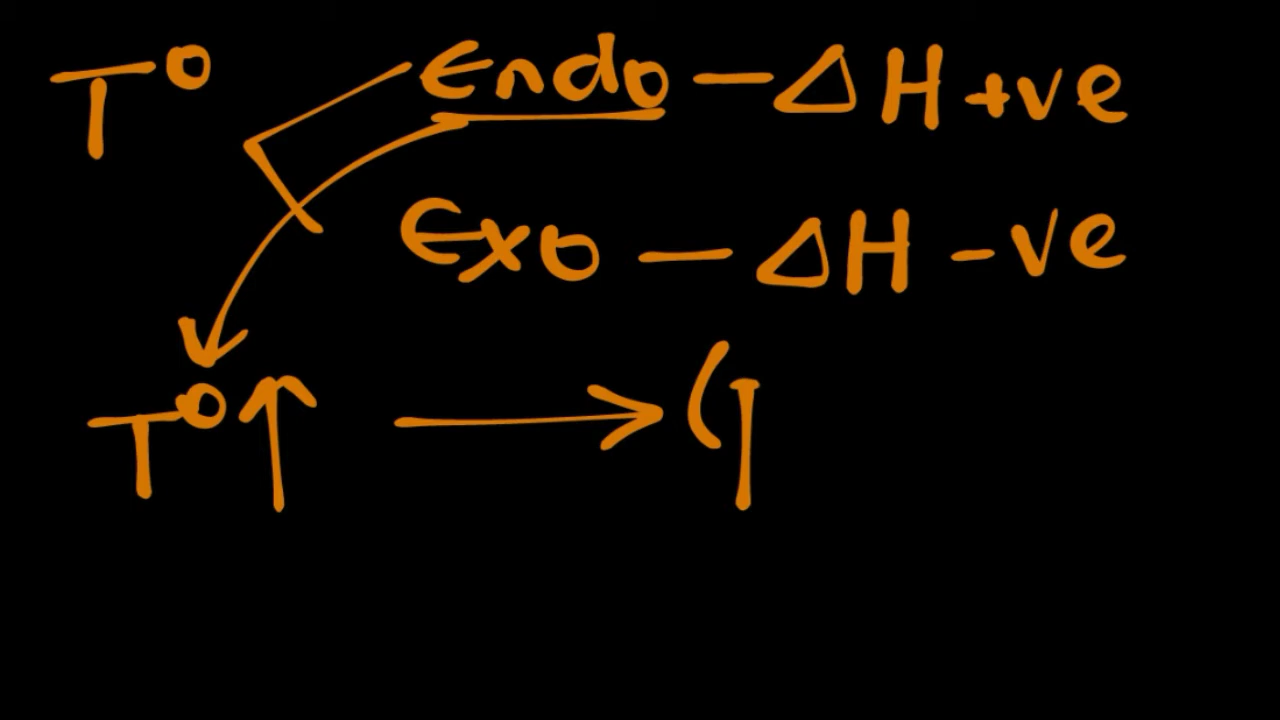 T° Endo — ΔH +ve
Exo — ΔH -ve
T°↑ → (